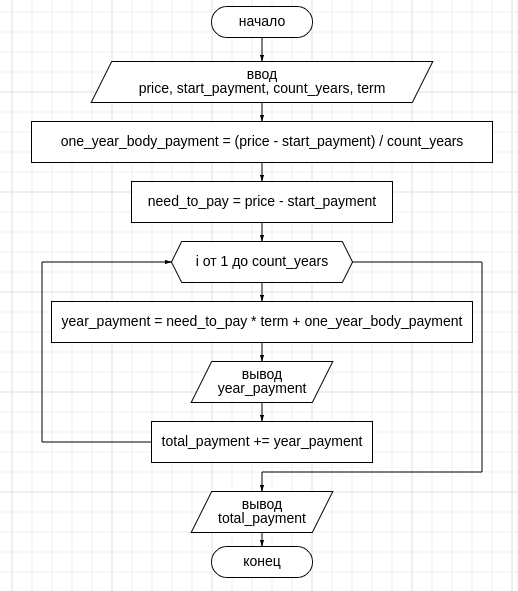 начало
ввод
price, start_payment, count_years, term
one_year_body_payment = (price - start_payment) / count_years
need_to_pay = price - start_payment
i от 1 до count_years
year_payment = need_to_pay * term + one_year_body_payment
вывод
year_payment
total_payment += year_payment
вывод
total_payment
конец